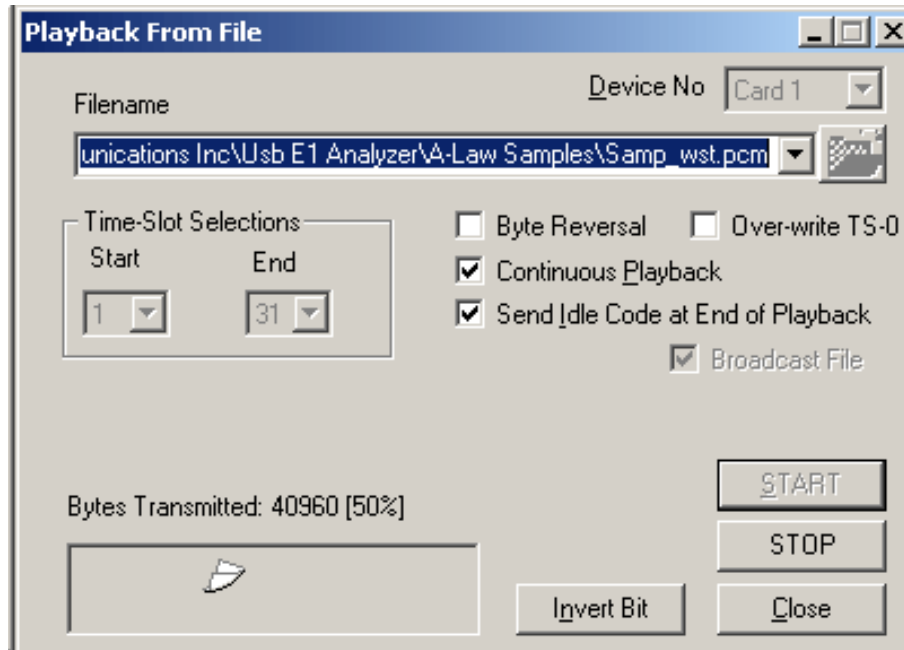 Playback From File
Device No Card 1
Filename
unications Inc\Usb E1 Analyzer\A-Law Samples\Samp_wst.pcm
Time-Slot Selections
Start End
1 31
Byte Reversal Over-write TS-0
Continuous Playback
Send Idle Code at End of Playback
Broadcast File
Bytes Transmitted: 40960 [50%]
START
STOP
Invert Bit Close